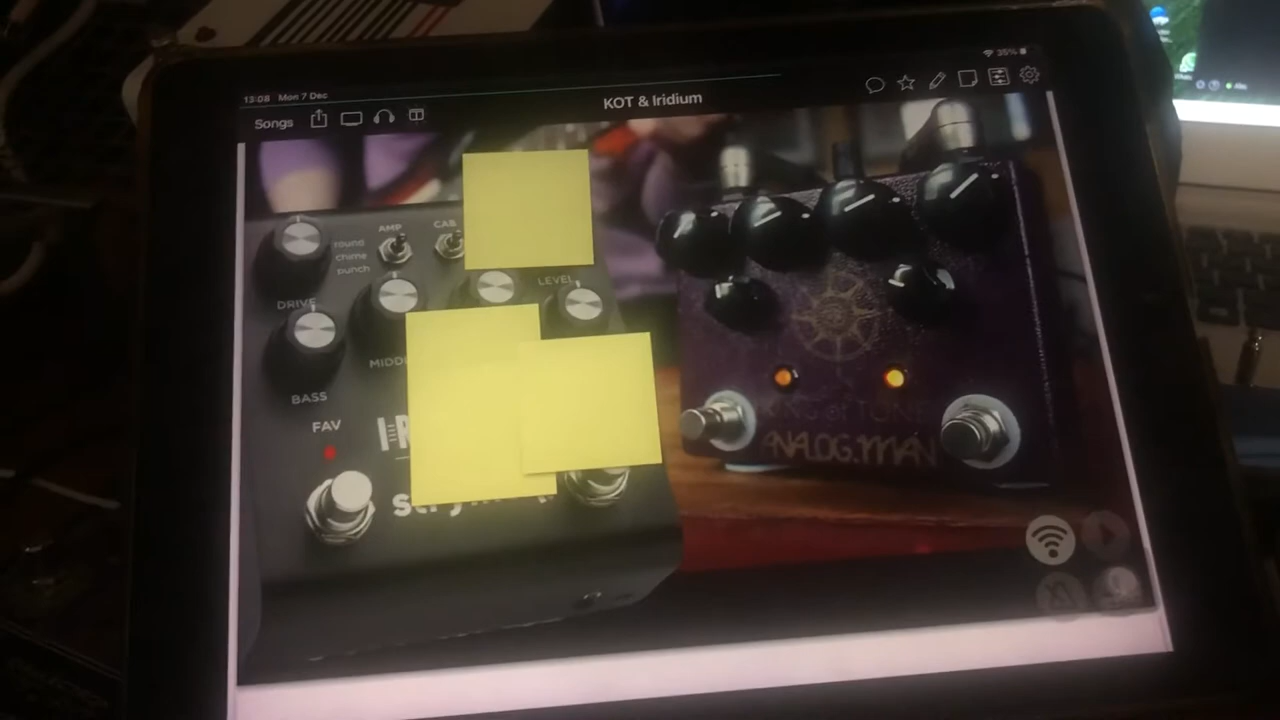 13:08 Mon 7 Dec
35%
Songs
KOT & Iridium
AMP
CAB
round
chime
punch
DRIVE
LEVEL
MIDDL
BASS
FAV
IR
KING OF TONE
ANALOG.MAN